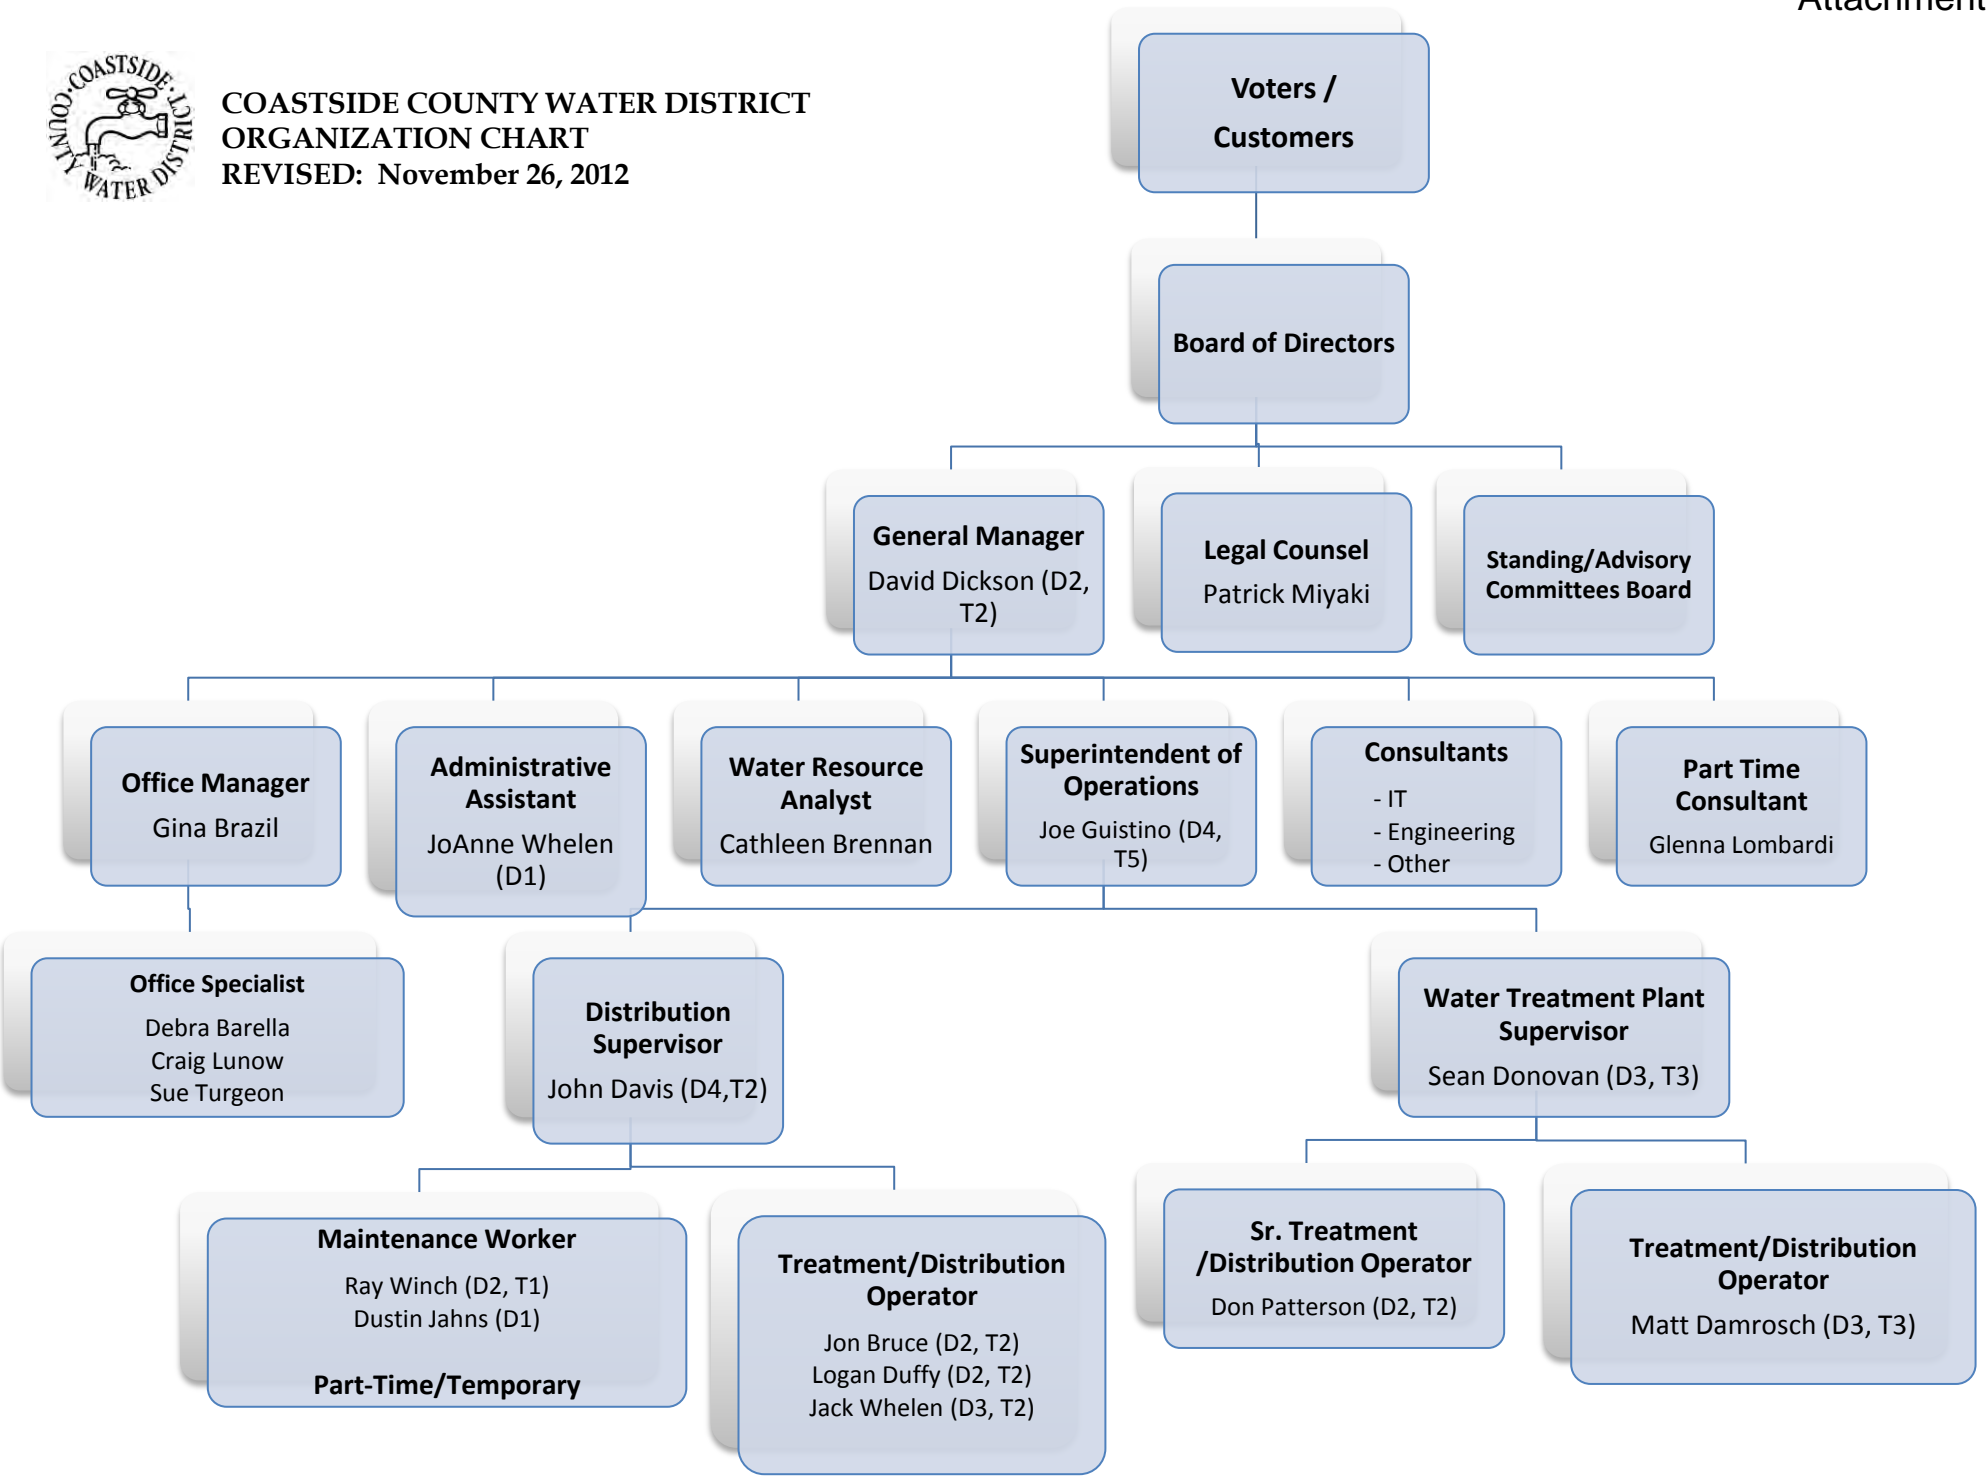 Attachment
COASTSIDE COUNTY WATER DISTRICT
COASTSIDE COUNTY WATER DISTRICT
ORGANIZATION CHART
REVISED: November 26, 2012
Voters /
Customers
Board of Directors
General Manager
David Dickson (D2,
T2)
Legal Counsel
Patrick Miyaki
Standing/Advisory
Committees Board
Office Manager
Gina Brazil
Administrative
Assistant
JoAnne Whelen
(D1)
Water Resource
Analyst
Cathleen Brennan
Superintendent of
Operations
Joe Guistino (D4,
T5)
Consultants
- IT
- Engineering
- Other
Part Time
Consultant
Glenna Lombardi
Office Specialist
Debra Barella
Craig Lunow
Sue Turgeon
Distribution
Supervisor
John Davis (D4,T2)
Water Treatment Plant
Supervisor
Sean Donovan (D3, T3)
Maintenance Worker
Ray Winch (D2, T1)
Dustin Jahns (D1)
Part-Time/Temporary
Treatment/Distribution
Operator
Jon Bruce (D2, T2)
Logan Duffy (D2, T2)
Jack Whelen (D3, T2)
Sr. Treatment
/Distribution Operator
Don Patterson (D2, T2)
Treatment/Distribution
Operator
Matt Damrosch (D3, T3)